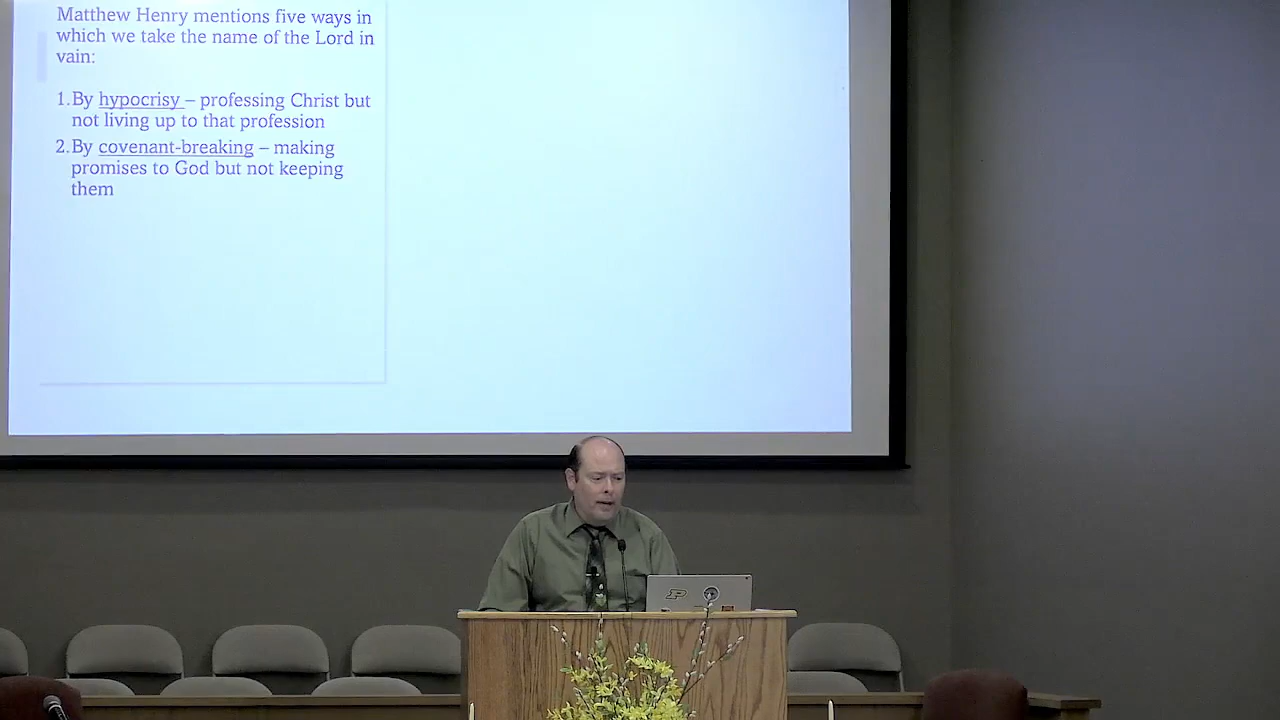 Matthew Henry mentions five ways in
which we take the name of the Lord in
vain:
1. By hypocrisy – professing Christ but
not living up to that profession
2. By covenant-breaking – making
promises to God but not keeping
them
P